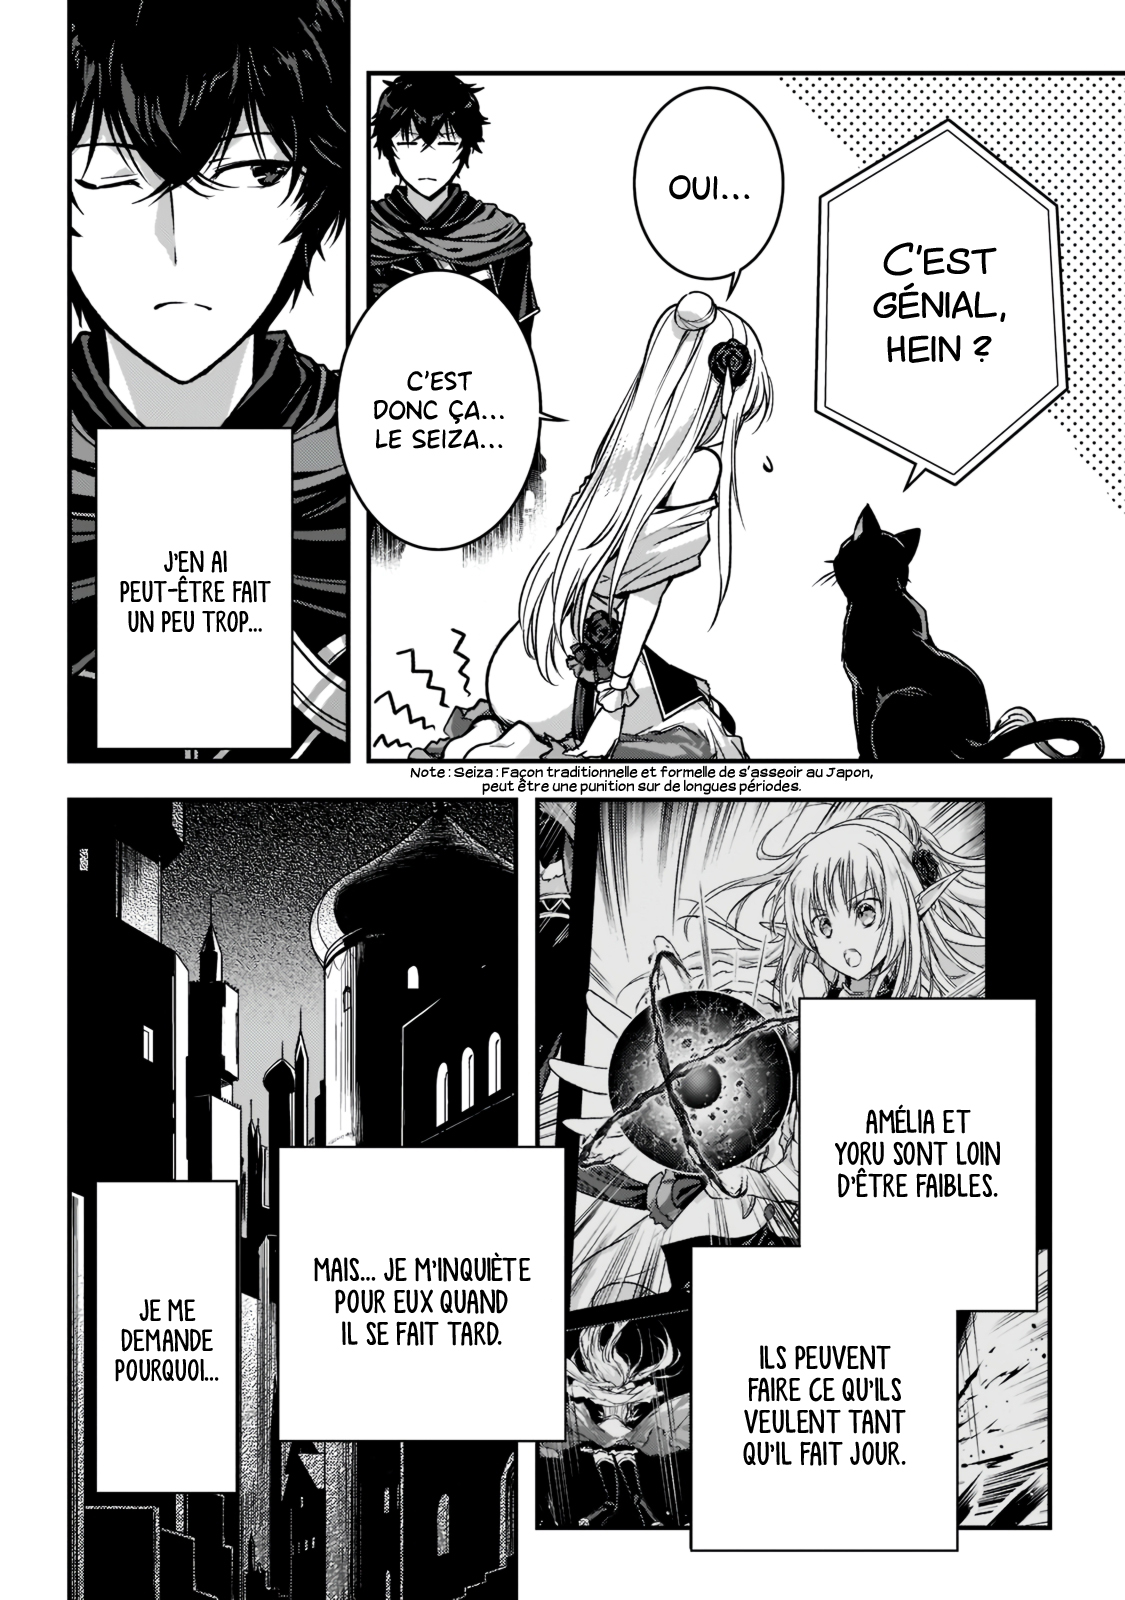 C'EST
GÉNIAL,
HEIN ?
OUI...
C'EST
DONC ÇA...
LE SEIZA...
Note : Seiza : Façon traditionnelle et formelle de s'asseoir au Japon,
peut être une punition sur de longues périodes.
J'EN AI
PEUT-ÊTRE FAIT
UN PEU TROP...
AMÉLIA ET
YORU SONT LOIN
D'ÊTRE FAIBLES.
ILS PEUVENT
FAIRE CE QU'ILS
VEULENT TANT
QU'IL FAIT JOUR.
MAIS... JE M'INQUIÈTE
POUR EUX QUAND
IL SE FAIT TARD.
JE ME
DEMANDE
POURQUOI...